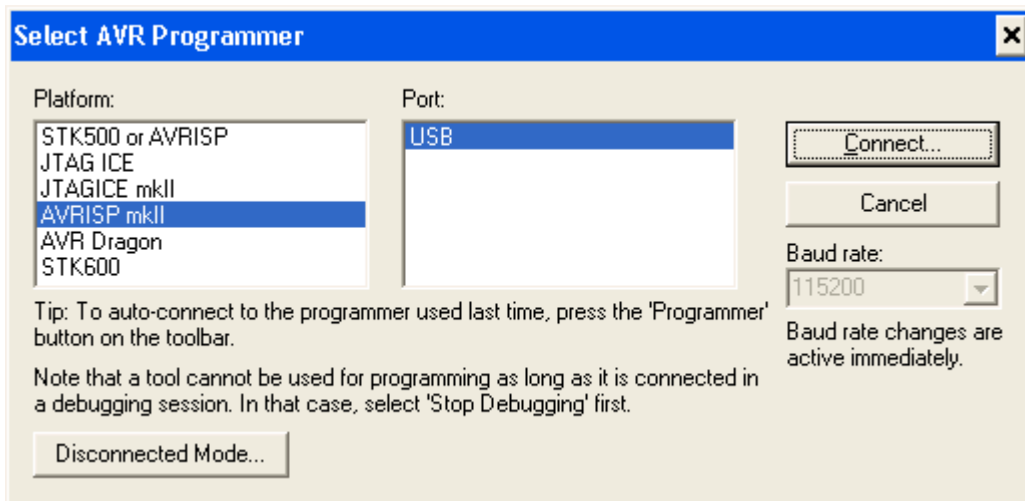 Select AVR Programmer
Platform:
STK500 or AVRISP
JTAG ICE
JTAGICE mkII
AVRISP mkII
AVR Dragon
STK600
Port:
USB
Connect...
Cancel
Baud rate:
115200
Baud rate changes are
active immediately.
Tip: To auto-connect to the programmer used last time, press the 'Programmer'
button on the toolbar.
Note that a tool cannot be used for programming as long as it is connected in
a debugging session. In that case, select 'Stop Debugging' first.
Disconnected Mode...